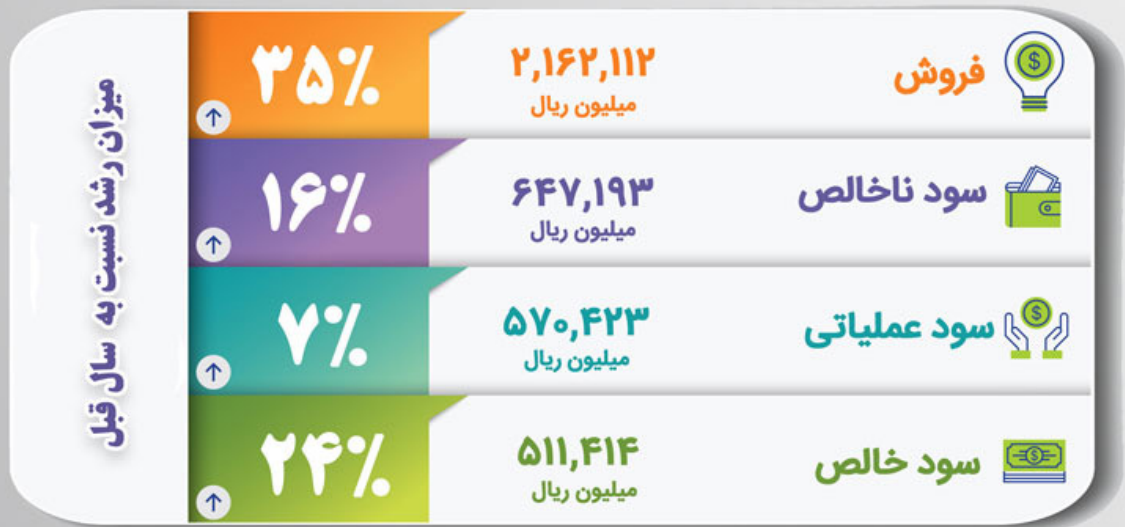 فروش
۲,۱۶۲,۱۱۲
میلیون ریال
۳۵%
سود ناخالص
۶۴۷,۱۹۳
میلیون ریال
۱۶%
سود عملیاتی
۵۷۰,۴۲۳
میلیون ریال
۷%
سود خالص
۵۱۱,۴۱۴
میلیون ریال
۲۴%
میزان رشد نسبت به سال قبل